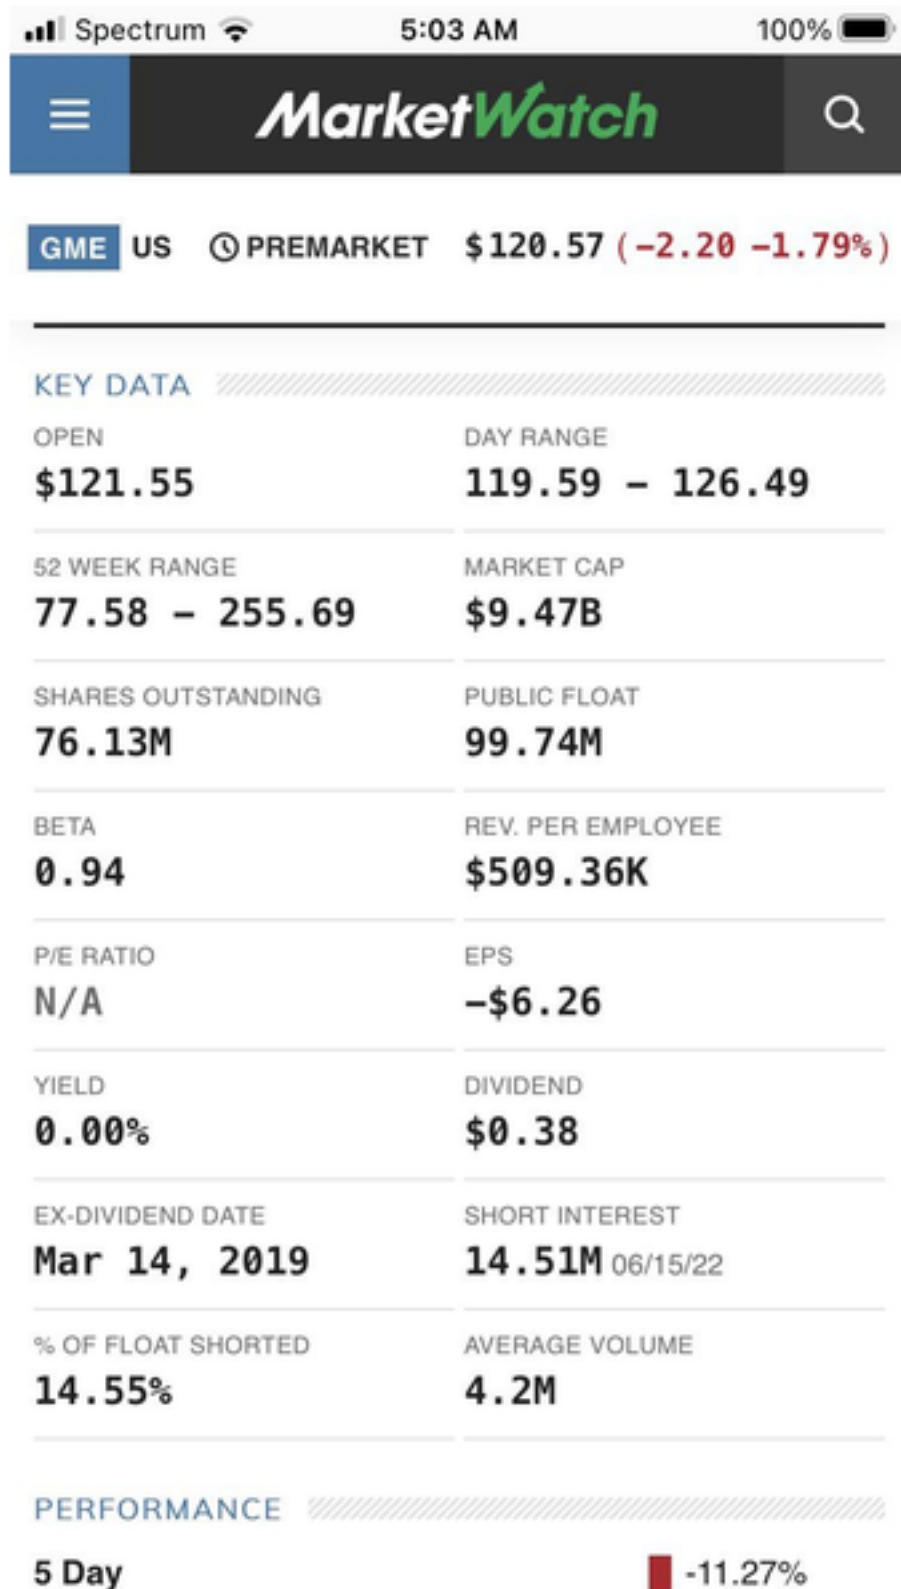 Spectrum 5:03 AM 100%
MarketWatch
GME US PREMARKET $120.57 (-2.20 -1.79%)
KEY DATA
OPEN DAY RANGE
$121.55 119.59 - 126.49
52 WEEK RANGE MARKET CAP
77.58 - 255.69 $9.47B
SHARES OUTSTANDING PUBLIC FLOAT
76.13M 99.74M
BETA REV. PER EMPLOYEE
0.94 $509.36K
P/E RATIO EPS
N/A -$6.26
YIELD DIVIDEND
0.00% $0.38
EX-DIVIDEND DATE SHORT INTEREST
Mar 14, 2019 14.51M 06/15/22
% OF FLOAT SHORTED AVERAGE VOLUME
14.55% 4.2M
PERFORMANCE
5 Day -11.27%